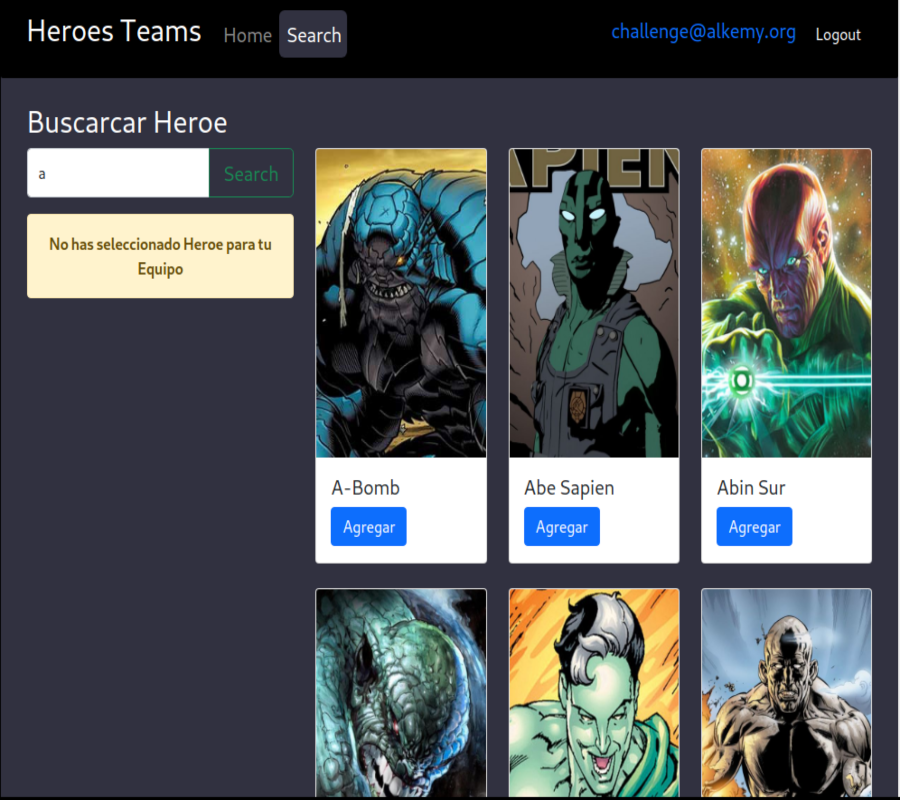 Heroes Teams Home Search challenge@alkemy.org Logout
Buscarcar Heroe
a Search
No has seleccionado Heroe para tu
Equipo
APIEN
A-Bomb Abe Sapien Abin Sur
Agregar Agregar Agregar